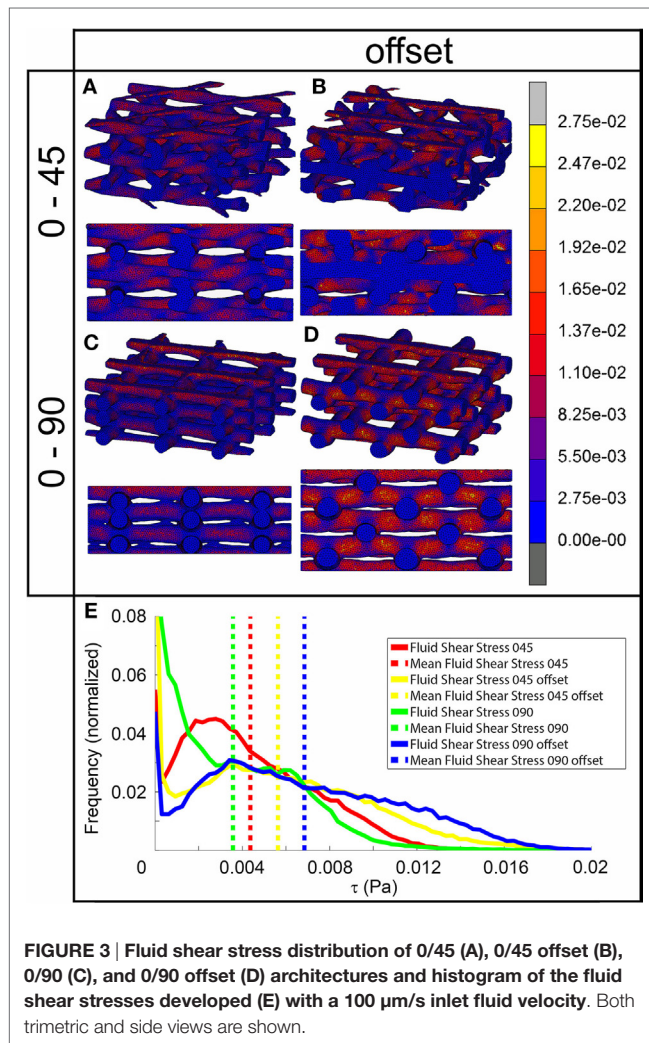 offset
0 - 45
0 - 90
A
B
2.75e-02
2.47e-02
2.20e-02
1.92e-02
1.65e-02
1.37e-02
1.10e-02
8.25e-03
5.50e-03
2.75e-03
0.00e-00
C
D
E
Frequency (normalized)
0.08
0.06
0.04
0.02
Fluid Shear Stress 045
Mean Fluid Shear Stress 045
Fluid Shear Stress 045 offset
Mean Fluid Shear Stress 045 offset
Fluid Shear Stress 090
Mean Fluid Shear Stress 090
Fluid Shear Stress 090 offset
Mean Fluid Shear Stress 090 offset
0 0.004 0.008 0.012 0.016 0.02
τ (Pa)
FIGURE 3 | Fluid shear stress distribution of 0/45 (A), 0/45 offset (B),
0/90 (C), and 0/90 offset (D) architectures and histogram of the fluid
shear stresses developed (E) with a 100 μm/s inlet fluid velocity. Both
trimetric and side views are shown.